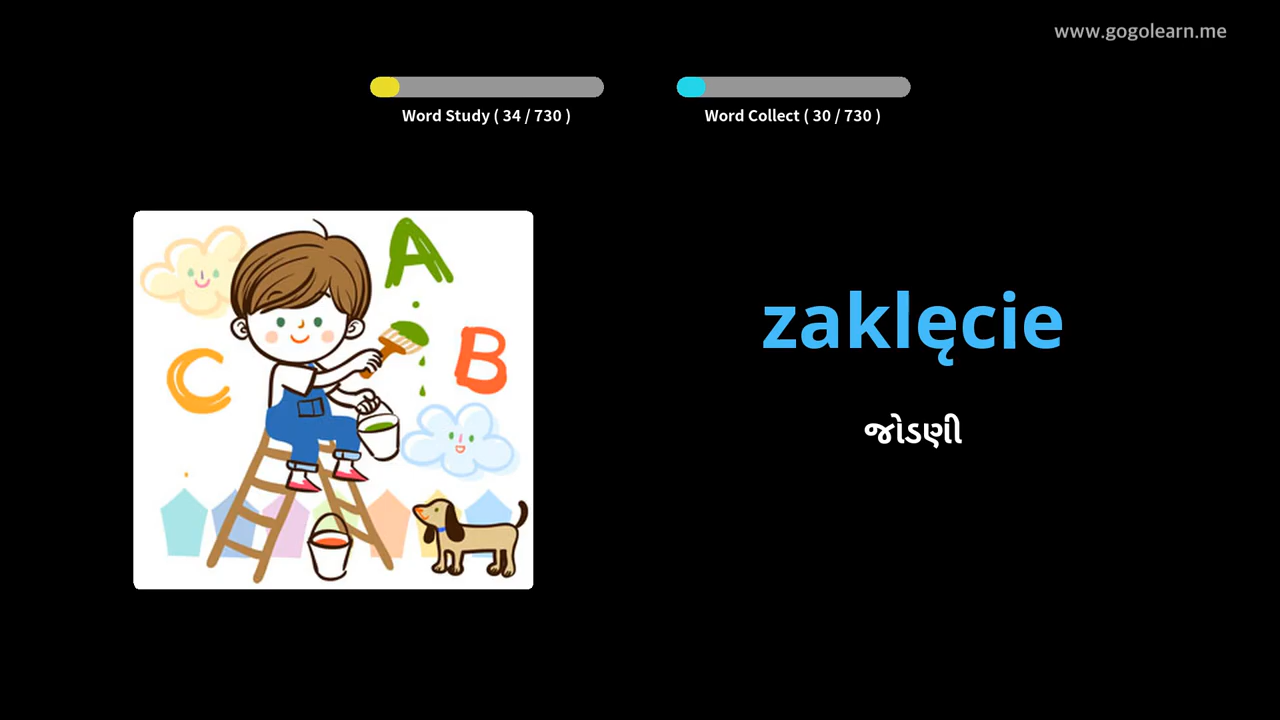 www.gogolearn.me
Word Study ( 34 / 730 )
Word Collect ( 30 / 730 )
A
B
C
zaklęcie
જોડણી